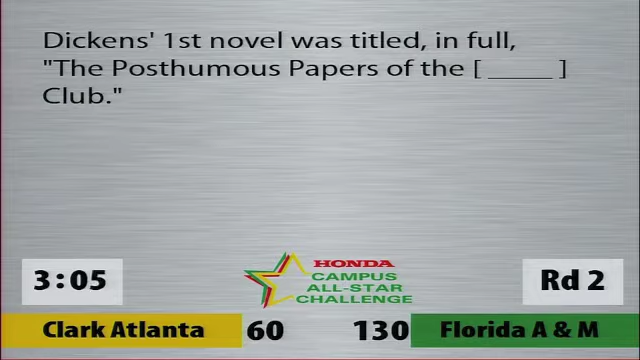 Dickens' 1st novel was titled, in full,
"The Posthumous Papers of the [ _____ ]
Club."
HONDA
CAMPUS
ALL-STAR
CHALLENGE
3:05
Rd 2
Clark Atlanta 60 130 Florida A & M